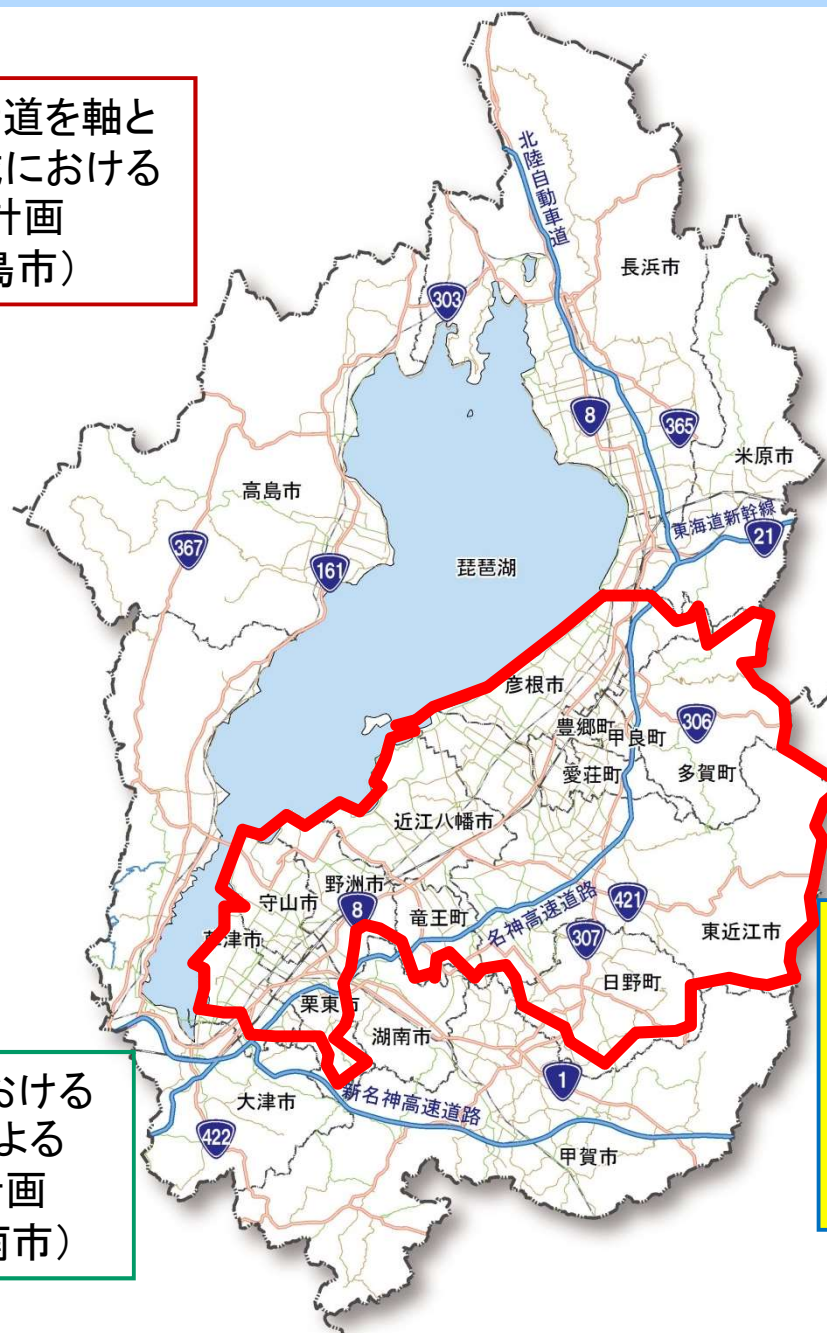 道を軸と
における
計画
島市）
北陸自動車道
長浜市
303
8
365
米原市
高島市
東海道新幹線
21
367
161
琵琶湖
彦根市
豊郷町
甲良町
306
愛荘町
多賀町
近江八幡市
野洲市
守山市
8
竜王町
名神高速道路
421
東近江市
草津市
307
日野町
栗東市
湖南市
1
おける
よる
計画
南市）
大津市
新名神高速道路
422
甲賀市